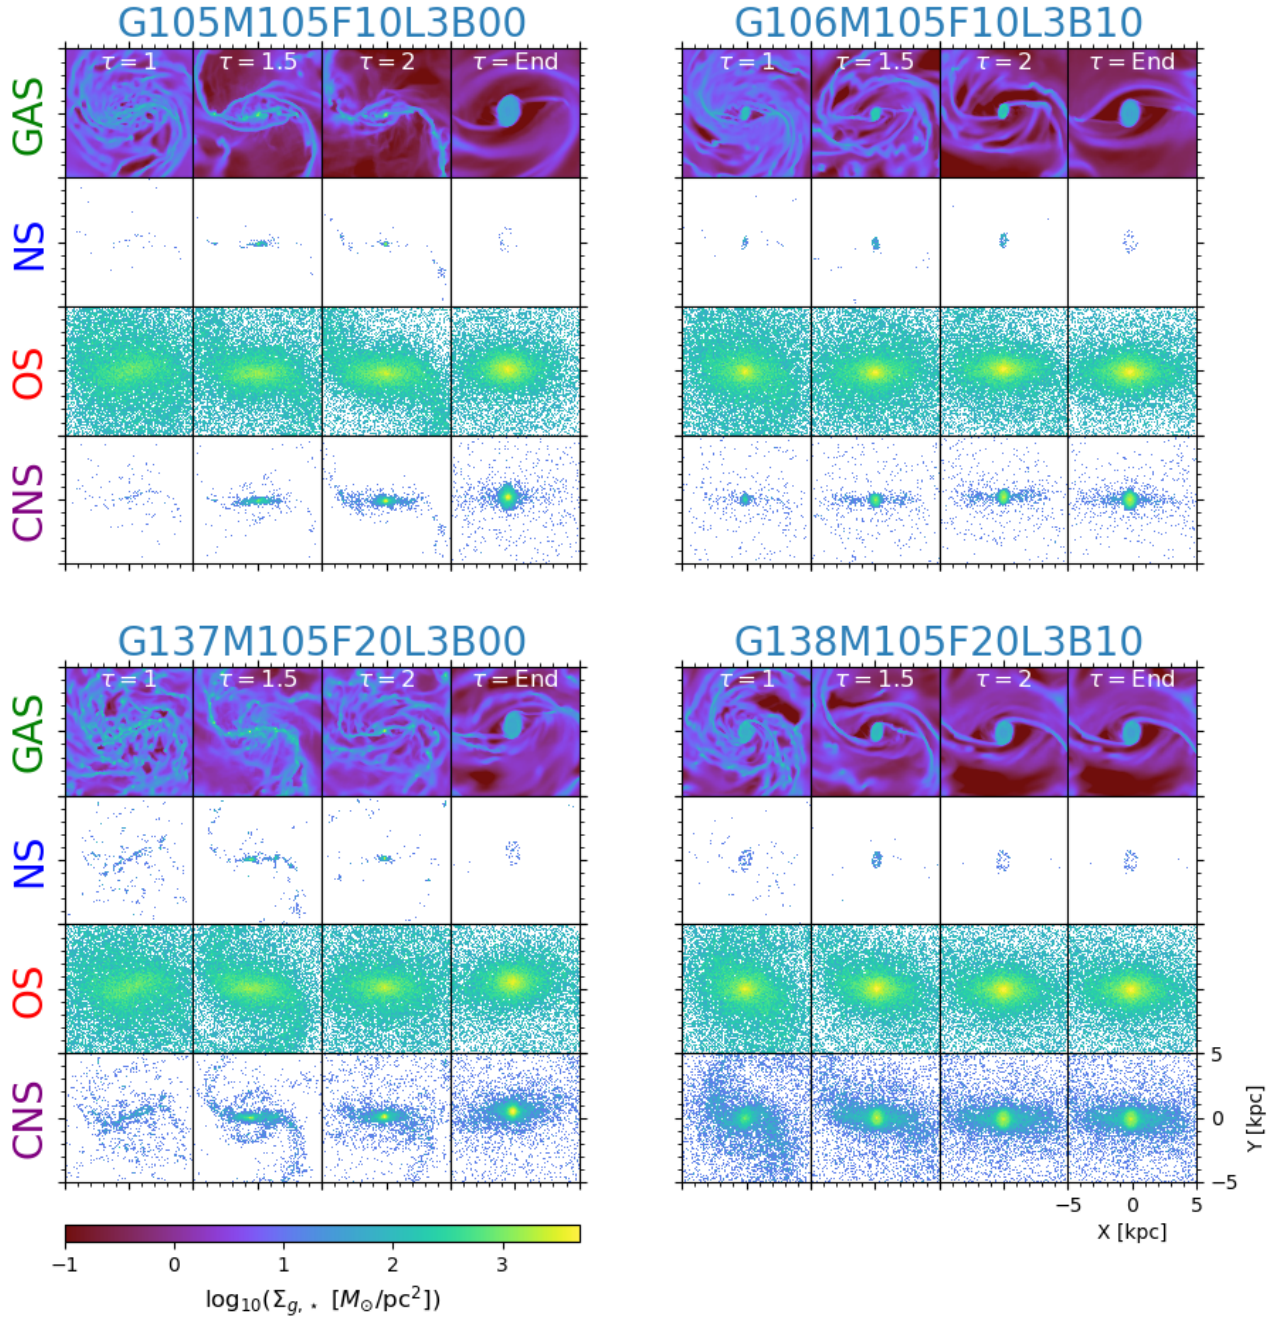 G105M105F10L3B00 G106M105F10L3B10
GAS τ = 1 τ = 1.5 τ = 2 τ = End τ = 1 τ = 1.5 τ = 2 τ = End
NS
OS
CNS
G137M105F20L3B00 G138M105F20L3B10
GAS τ = 1 τ = 1.5 τ = 2 τ = End τ = 1 τ = 1.5 τ = 2 τ = End
NS
OS
CNS
5
0
−5
Y [kpc]
−5 0 5
X [kpc]
−1 0 1 2 3
log₁₀(Σ_g,⋆ [M⊙/pc²])